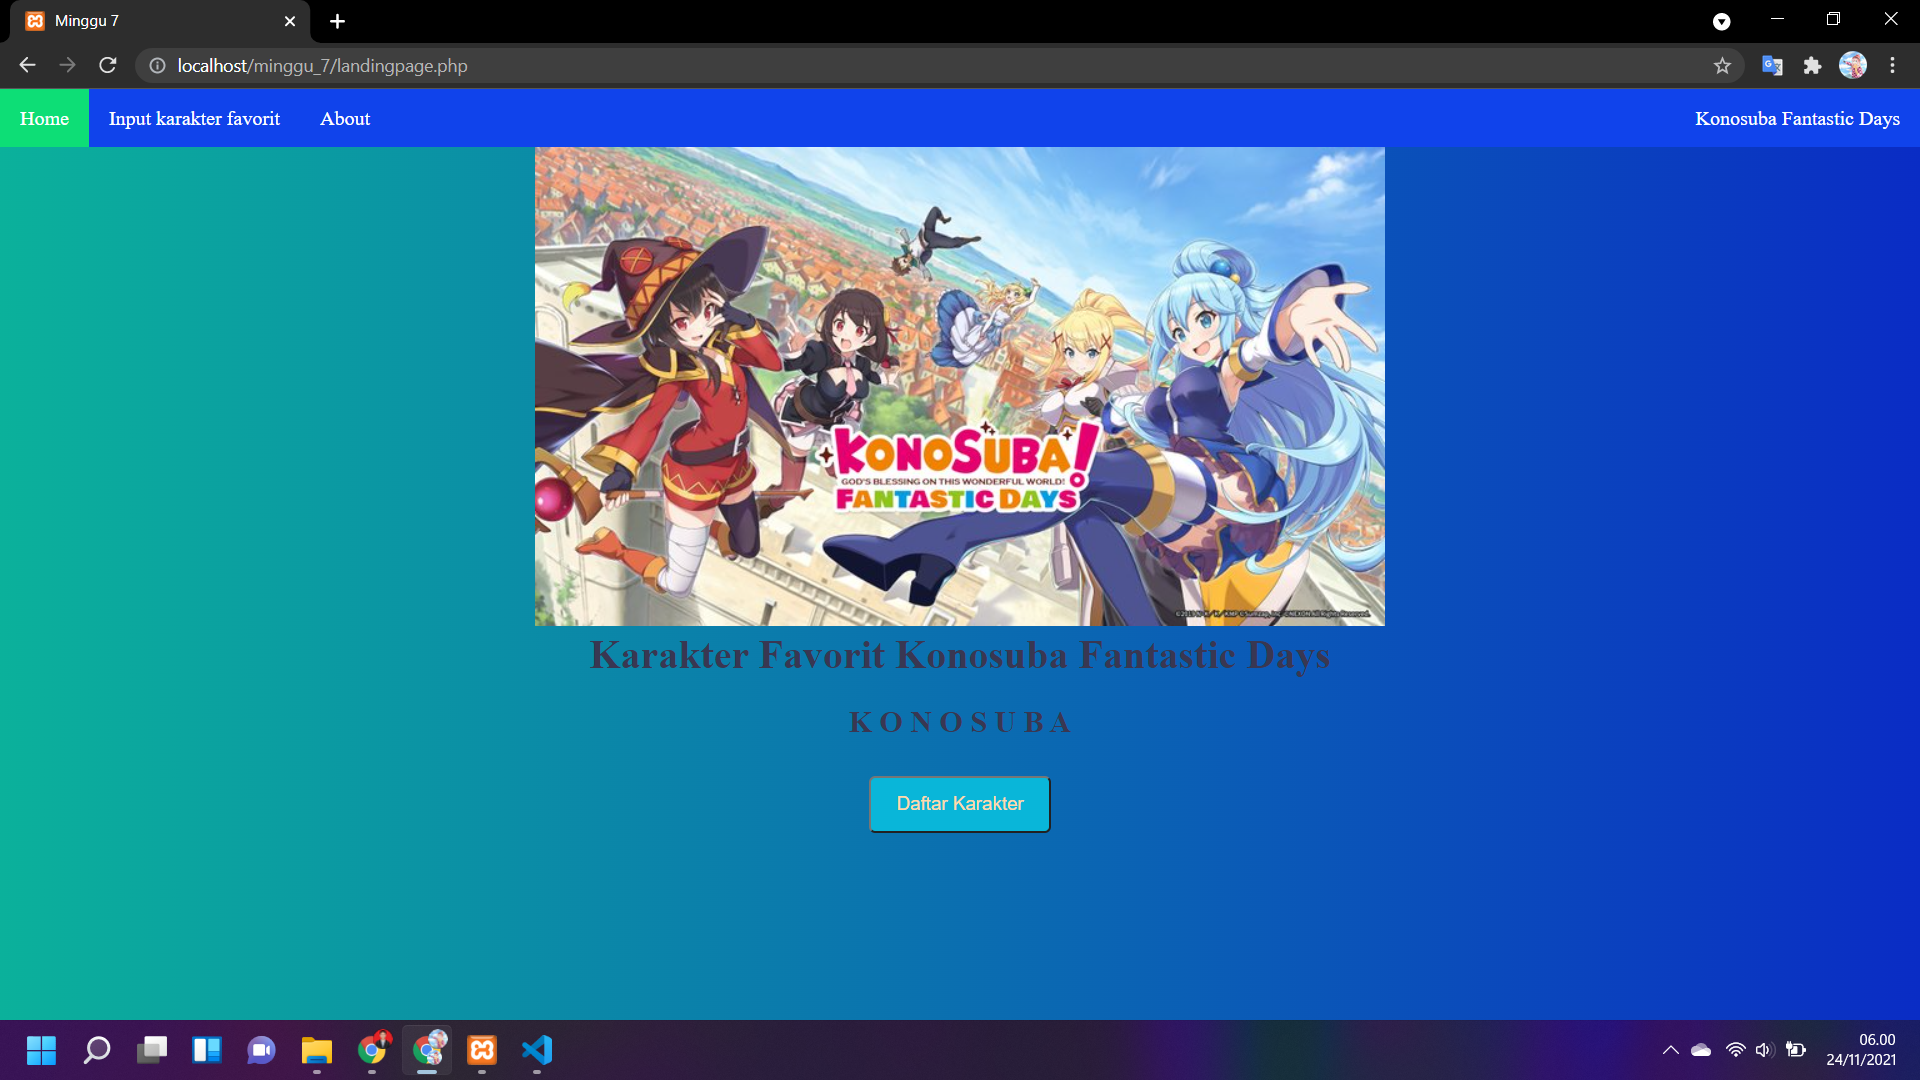 Minggu 7
localhost/minggu_7/landingpage.php
Home
Input karakter favorit
About
Konosuba Fantastic Days
KONOSUBA!
GOD'S BLESSING ON THIS WONDERFUL WORLD!
FANTASTIC DAYS
Karakter Favorit Konosuba Fantastic Days
K O N O S U B A
Daftar Karakter
06.00
24/11/2021